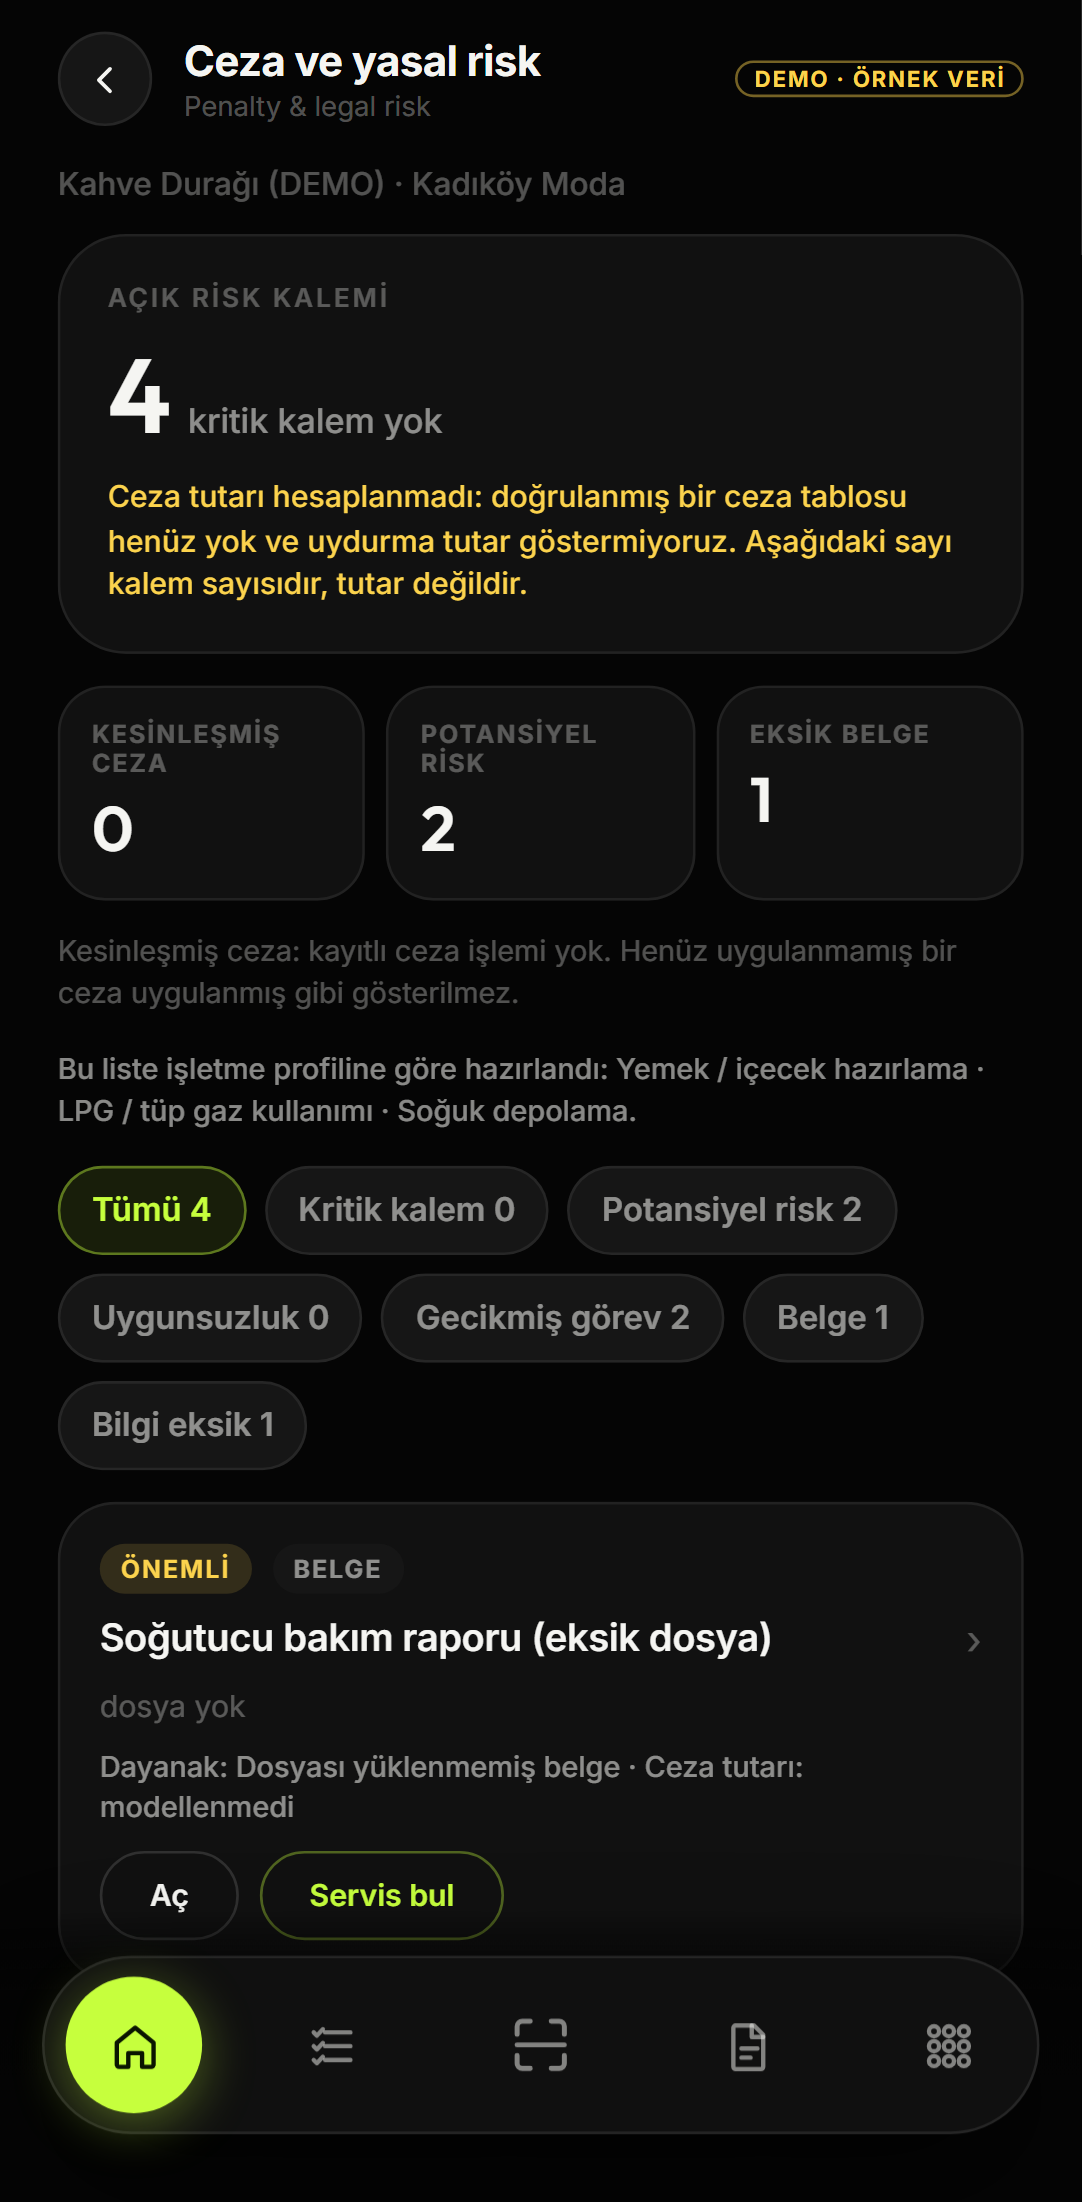 Ceza ve yasal risk
Penalty & legal risk
DEMO · ÖRNEK VERİ
Kahve Durağı (DEMO) · Kadıköy Moda
AÇIK RİSK KALEMİ
4 kritik kalem yok
Ceza tutarı hesaplanmadı: doğrulanmış bir ceza tablosu
henüz yok ve uydurma tutar göstermiyoruz. Aşağıdaki sayı
kalem sayısıdır, tutar değildir.
KESİNLEŞMİŞ
CEZA
0
POTANSİYEL
RİSK
2
EKSİK BELGE
1
Kesinleşmiş ceza: kayıtlı ceza işlemi yok. Henüz uygulanmamış bir
ceza uygulanmış gibi gösterilmez.
Bu liste işletme profiline göre hazırlandı: Yemek / içecek hazırlama ·
LPG / tüp gaz kullanımı · Soğuk depolama.
Tümü 4
Kritik kalem 0
Potansiyel risk 2
Uygunsuzluk 0
Gecikmiş görev 2
Belge 1
Bilgi eksik 1
ÖNEMLİ
BELGE
Soğutucu bakım raporu (eksik dosya)
dosya yok
Dayanak: Dosyası yüklenmemiş belge · Ceza tutarı:
modellenmedi
Aç
Servis bul